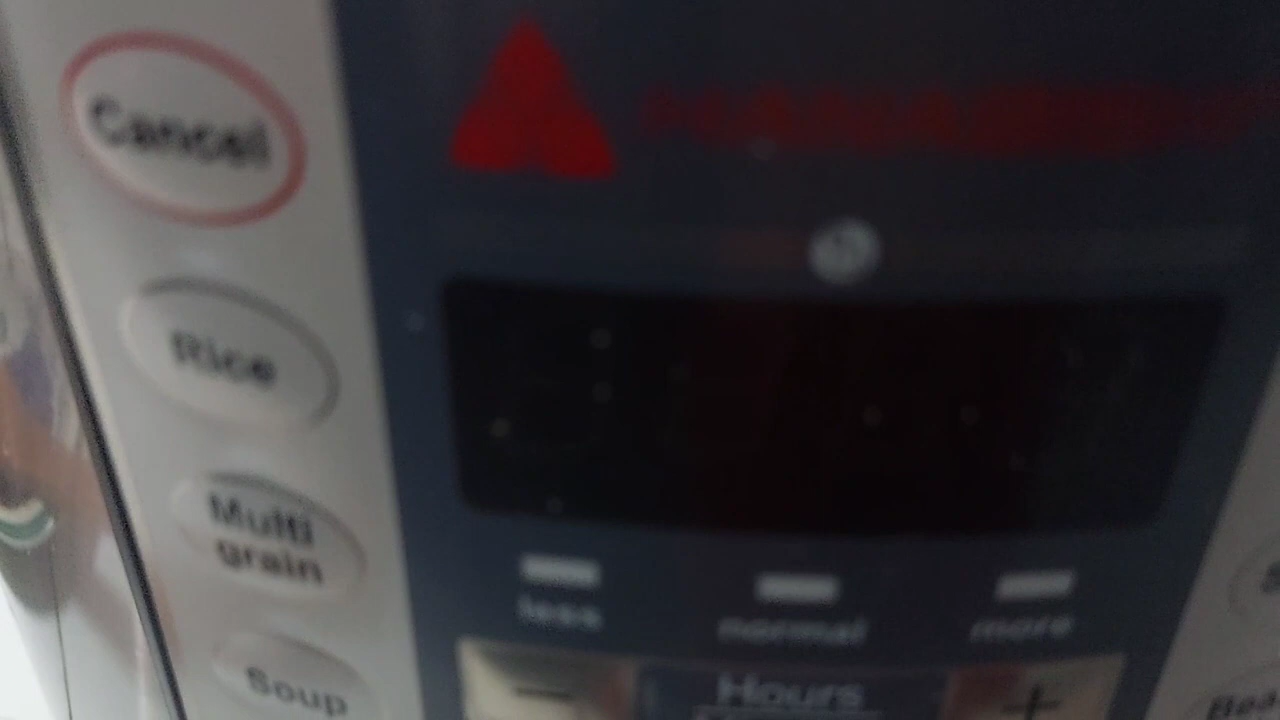 Cancel
Rice
Multi
grain
Soup
less
normal
more
−
Hours
+